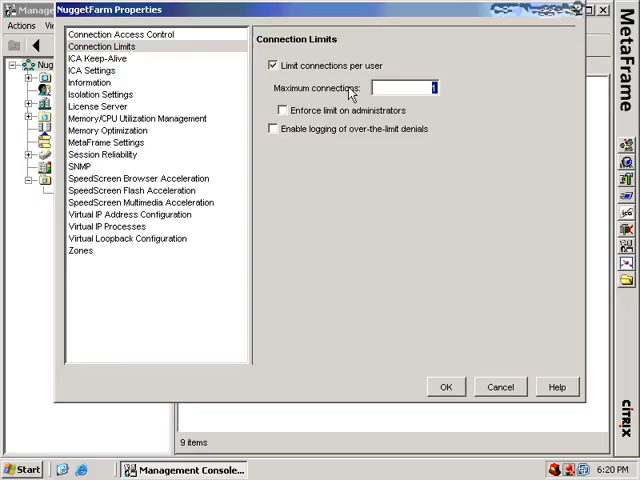 Manage
NuggetFarm Properties
Actions
Vi
Nug
Connection Access Control
Connection Limits
ICA Keep-Alive
ICA Settings
Information
Isolation Settings
License Server
Memory/CPU Utilization Management
Memory Optimization
MetaFrame Settings
Session Reliability
SNMP
SpeedScreen Browser Acceleration
SpeedScreen Flash Acceleration
SpeedScreen Multimedia Acceleration
Virtual IP Address Configuration
Virtual IP Processes
Virtual Loopback Configuration
Zones
Connection Limits
Limit connections per user
Maximum connections:
1
Enforce limit on administrators
Enable logging of over-the-limit denials
OK
Cancel
Help
9 items
MetaFrame
ica
citrix
Start
Management Console...
6:20 PM